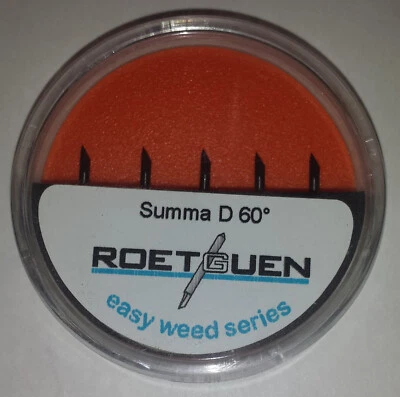 Summa D 60°
ROETGUEN
easy weed series